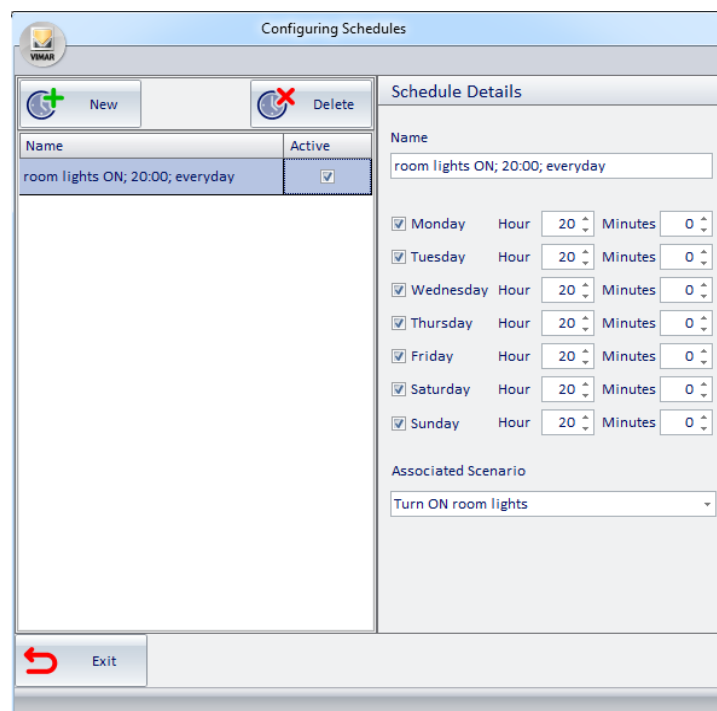 Configuring Schedules
VIMAR
New
Delete
Name
Active
room lights ON; 20:00; everyday
Schedule Details
Name
room lights ON; 20:00; everyday
Monday Hour 20 Minutes 0
Tuesday Hour 20 Minutes 0
Wednesday Hour 20 Minutes 0
Thursday Hour 20 Minutes 0
Friday Hour 20 Minutes 0
Saturday Hour 20 Minutes 0
Sunday Hour 20 Minutes 0
Associated Scenario
Turn ON room lights
Exit